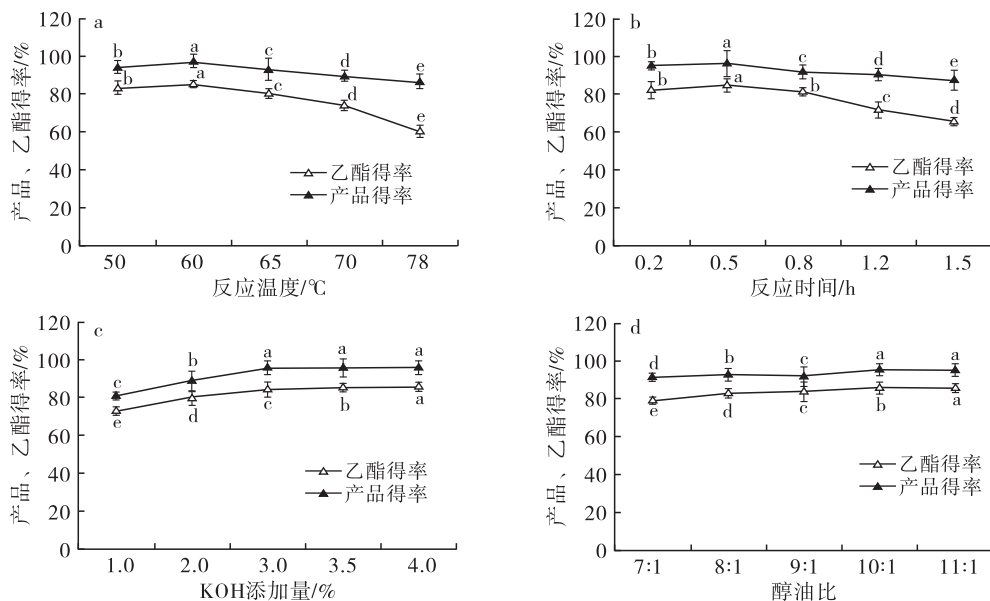 a
产品、乙酯得率/%
120
100
80
60
40
20
0
b a c d e
b a c d e
乙酯得率
产品得率
50 60 65 70 78
反应温度/℃
b
产品、乙酯得率/%
120
100
80
60
40
20
0
b a c d e
b a b c d
乙酯得率
产品得率
0.2 0.5 0.8 1.2 1.5
反应时间/h
c
产品、乙酯得率/%
120
100
80
60
40
20
0
c b a a a
e d c b a
乙酯得率
产品得率
1.0 2.0 3.0 3.5 4.0
KOH添加量/%
d
产品、乙酯得率/%
120
100
80
60
40
20
0
d b c a a
e d c b a
乙酯得率
产品得率
7:1 8:1 9:1 10:1 11:1
醇油比